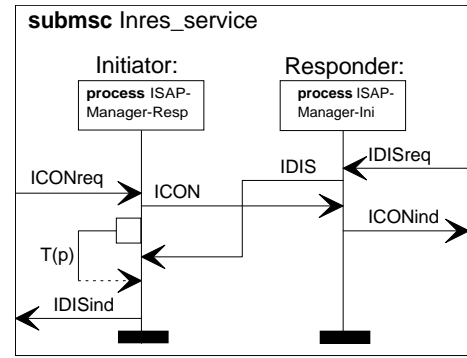 submsc Inres_service
Initiator:
Responder:
process ISAP-
Manager-Resp
process ISAP-
Manager-Ini
IDISreq
ICONreq
ICON
IDIS
ICONind
T(p)
IDISind